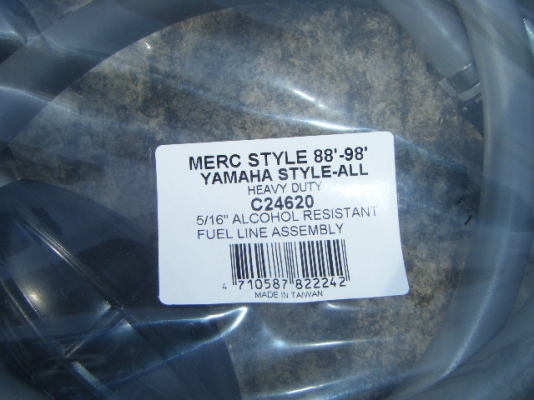 MERC STYLE 88'-98'
YAMAHA STYLE-ALL
HEAVY DUTY
C24620
5/16" ALCOHOL RESISTANT
FUEL LINE ASSEMBLY
4 710587 822242
MADE IN TAIWAN